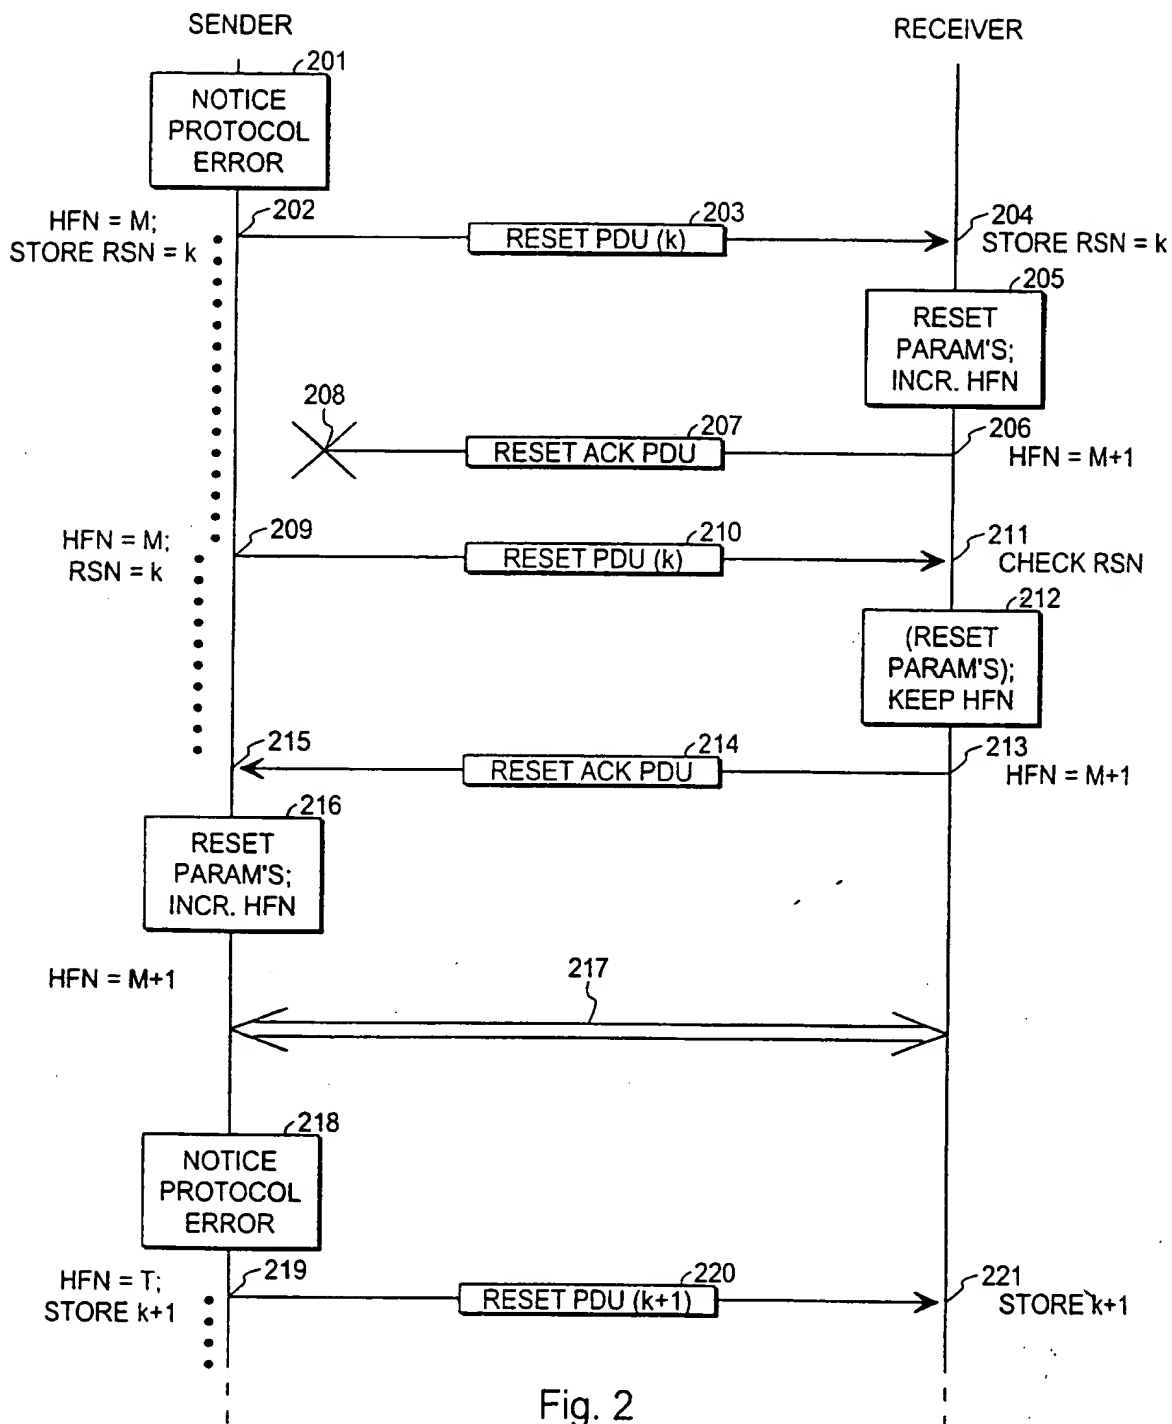 SENDER
RECEIVER
201
NOTICE
PROTOCOL
ERROR
HFN = M;
STORE RSN = k
202
203
RESET PDU (k)
204
STORE RSN = k
205
RESET
PARAM'S;
INCR. HFN
208
207
RESET ACK PDU
206
HFN = M+1
HFN = M;
RSN = k
209
210
RESET PDU (k)
211
CHECK RSN
212
(RESET
PARAM'S);
KEEP HFN
215
214
RESET ACK PDU
213
HFN = M+1
216
RESET
PARAM'S;
INCR. HFN
HFN = M+1
217
218
NOTICE
PROTOCOL
ERROR
HFN = T;
STORE k+1
219
220
RESET PDU (k+1)
221
STORE k+1
Fig. 2